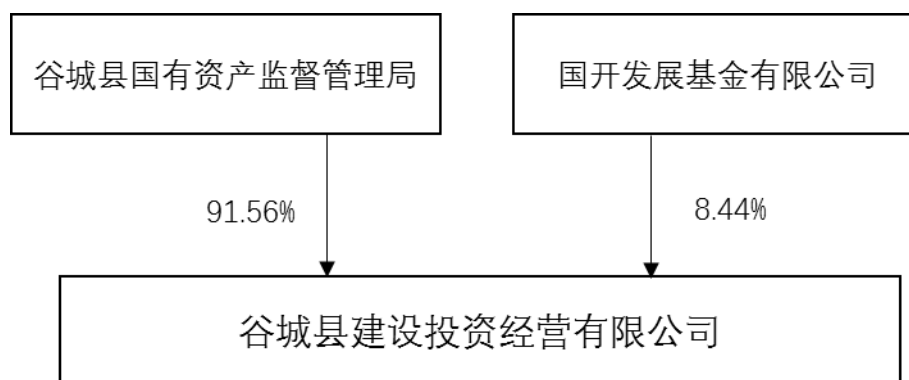 谷城县国有资产监督管理局
国开发展基金有限公司
91.56%
8.44%
谷城县建设投资经营有限公司